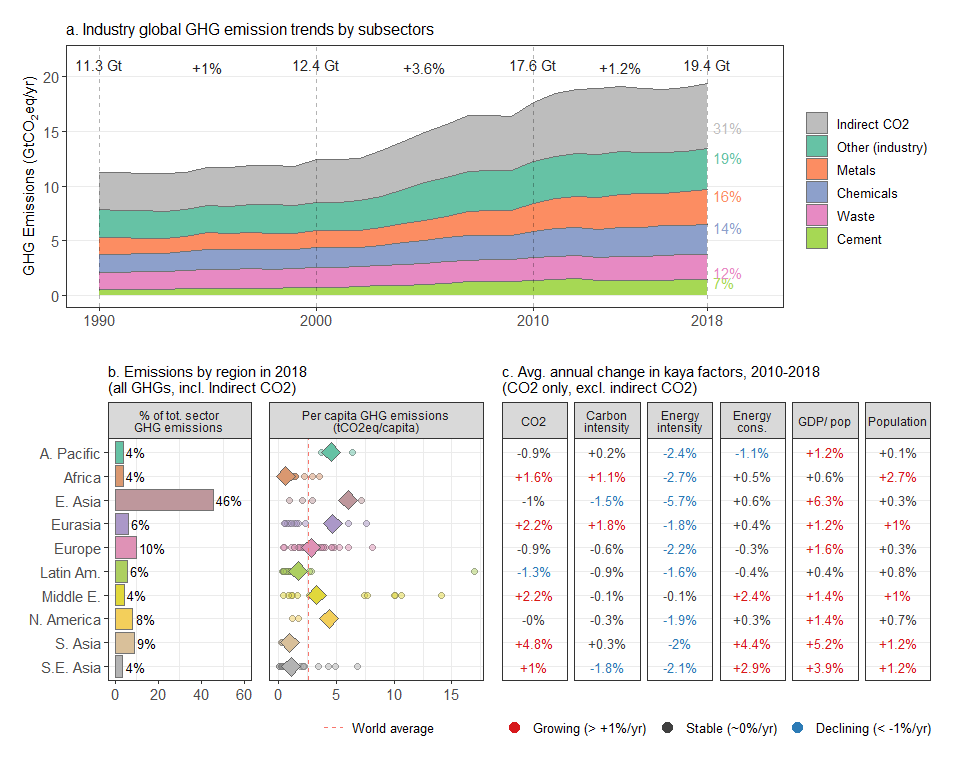 a. Industry global GHG emission trends by subsectors
11.3 Gt +1% 12.4 Gt +3.6% 17.6 Gt +1.2% 19.4 Gt
GHG Emissions (GtCO2eq/yr)
20
15
10
5
0
31%
19%
16%
14%
12%
7%
1990 2000 2010 2018
Indirect CO2
Other (industry)
Metals
Chemicals
Waste
Cement
b. Emissions by region in 2018
(all GHGs, incl. Indirect CO2)
% of tot. sector
GHG emissions
Per capita GHG emissions
(tCO2eq/capita)
A. Pacific 4%
Africa 4%
E. Asia 46%
Eurasia 6%
Europe 10%
Latin Am. 6%
Middle E. 4%
N. America 8%
S. Asia 9%
S.E. Asia 4%
0 20 40 60
0 5 10 15
World average
c. Avg. annual change in kaya factors, 2010-2018
(CO2 only, excl. indirect CO2)
CO2 Carbon intensity Energy intensity Energy cons. GDP/ pop Population
-0.9% +0.2% -2.4% -1.1% +1.2% +0.1%
+1.6% +1.1% -2.7% +0.5% +0.6% +2.7%
-1% -1.5% -5.7% +0.6% +6.3% +0.3%
+2.2% +1.8% -1.8% +0.4% +1.2% +1%
-0.9% -0.6% -2.2% -0.3% +1.6% +0.3%
-1.3% -0.9% -1.6% -0.4% +0.4% +0.8%
+2.2% -0.1% -0.1% +2.4% +1.4% +1%
-0% -0.3% -1.9% +0.3% +1.4% +0.7%
+4.8% +0.3% -2% +4.4% +5.2% +1.2%
+1% -1.8% -2.1% +2.9% +3.9% +1.2%
Growing (> +1%/yr) Stable (~0%/yr) Declining (< -1%/yr)